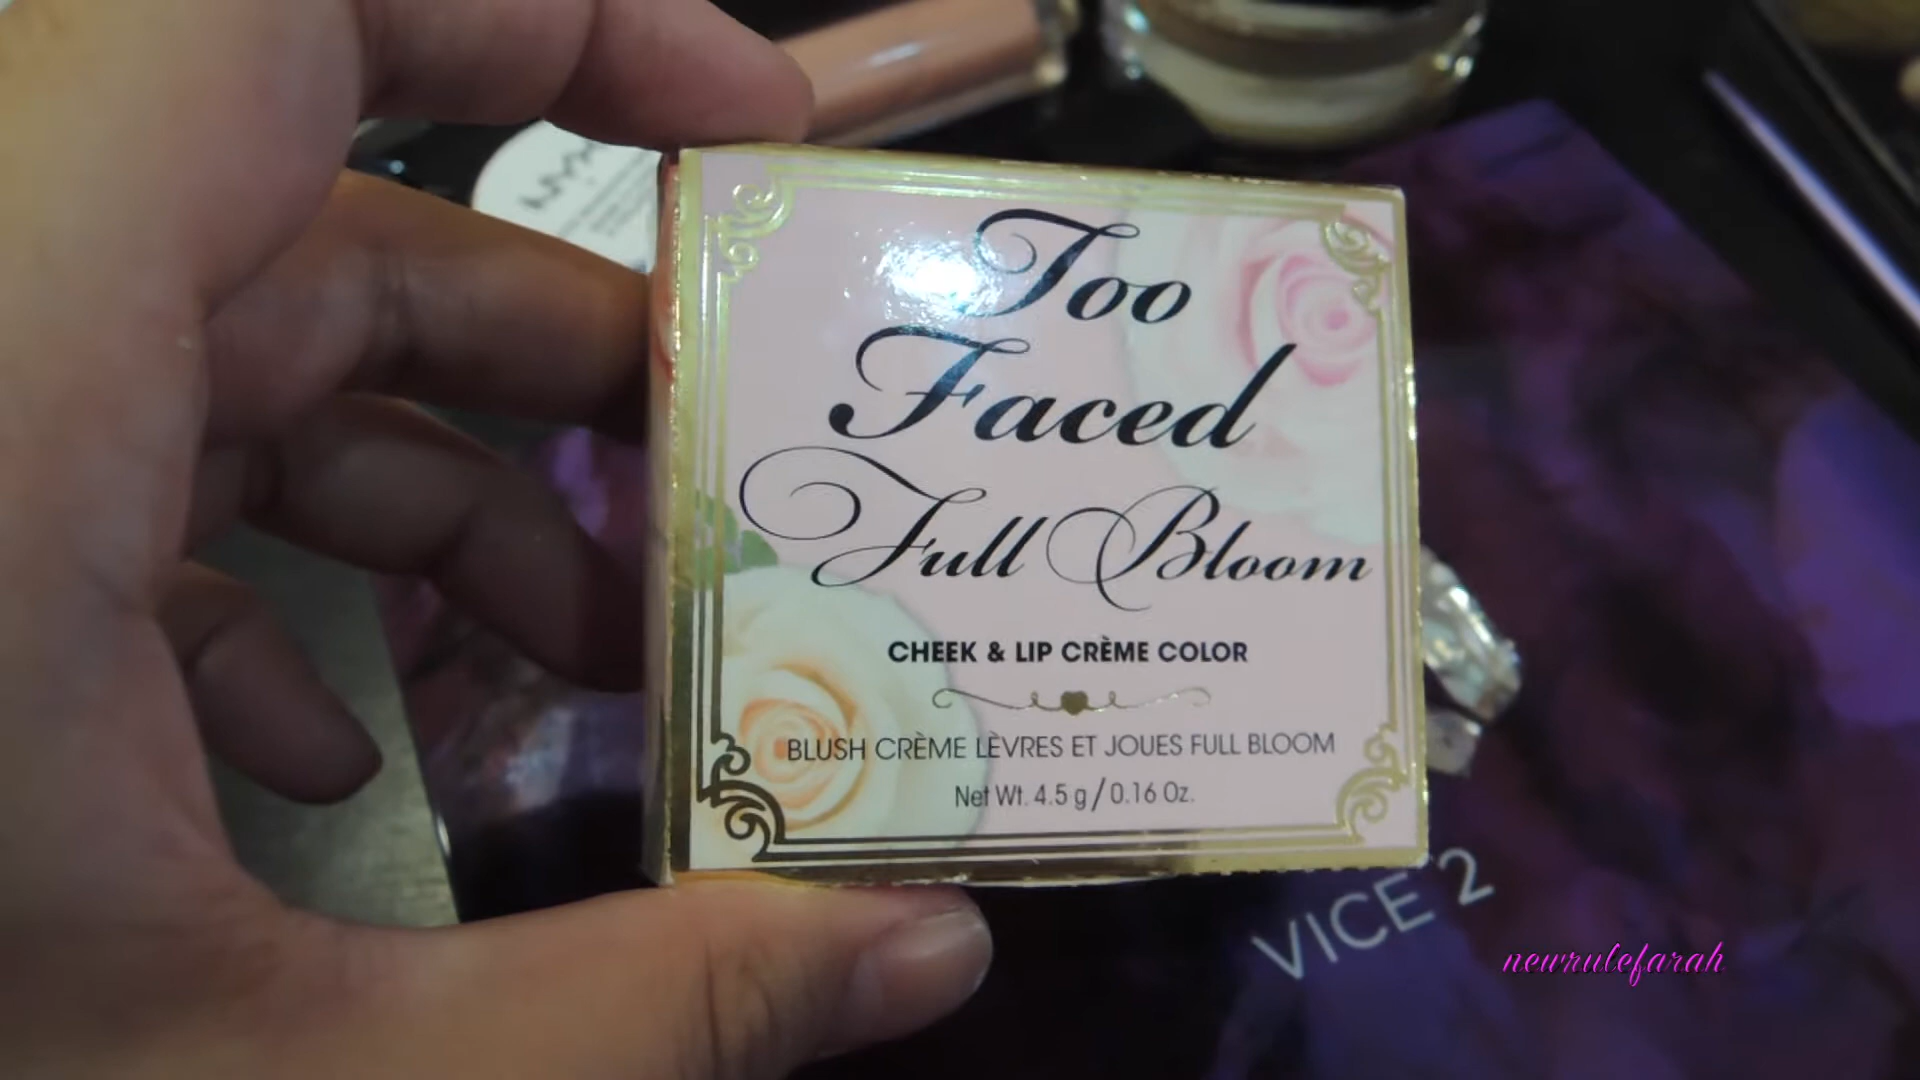 NYX
Too
Faced
Full Bloom
CHEEK & LIP CRÈME COLOR
BLUSH CRÈME LÈVRES ET JOUES FULL BLOOM
Net Wt. 4.5 g / 0.16 Oz.
VICE 2
newrulefarah